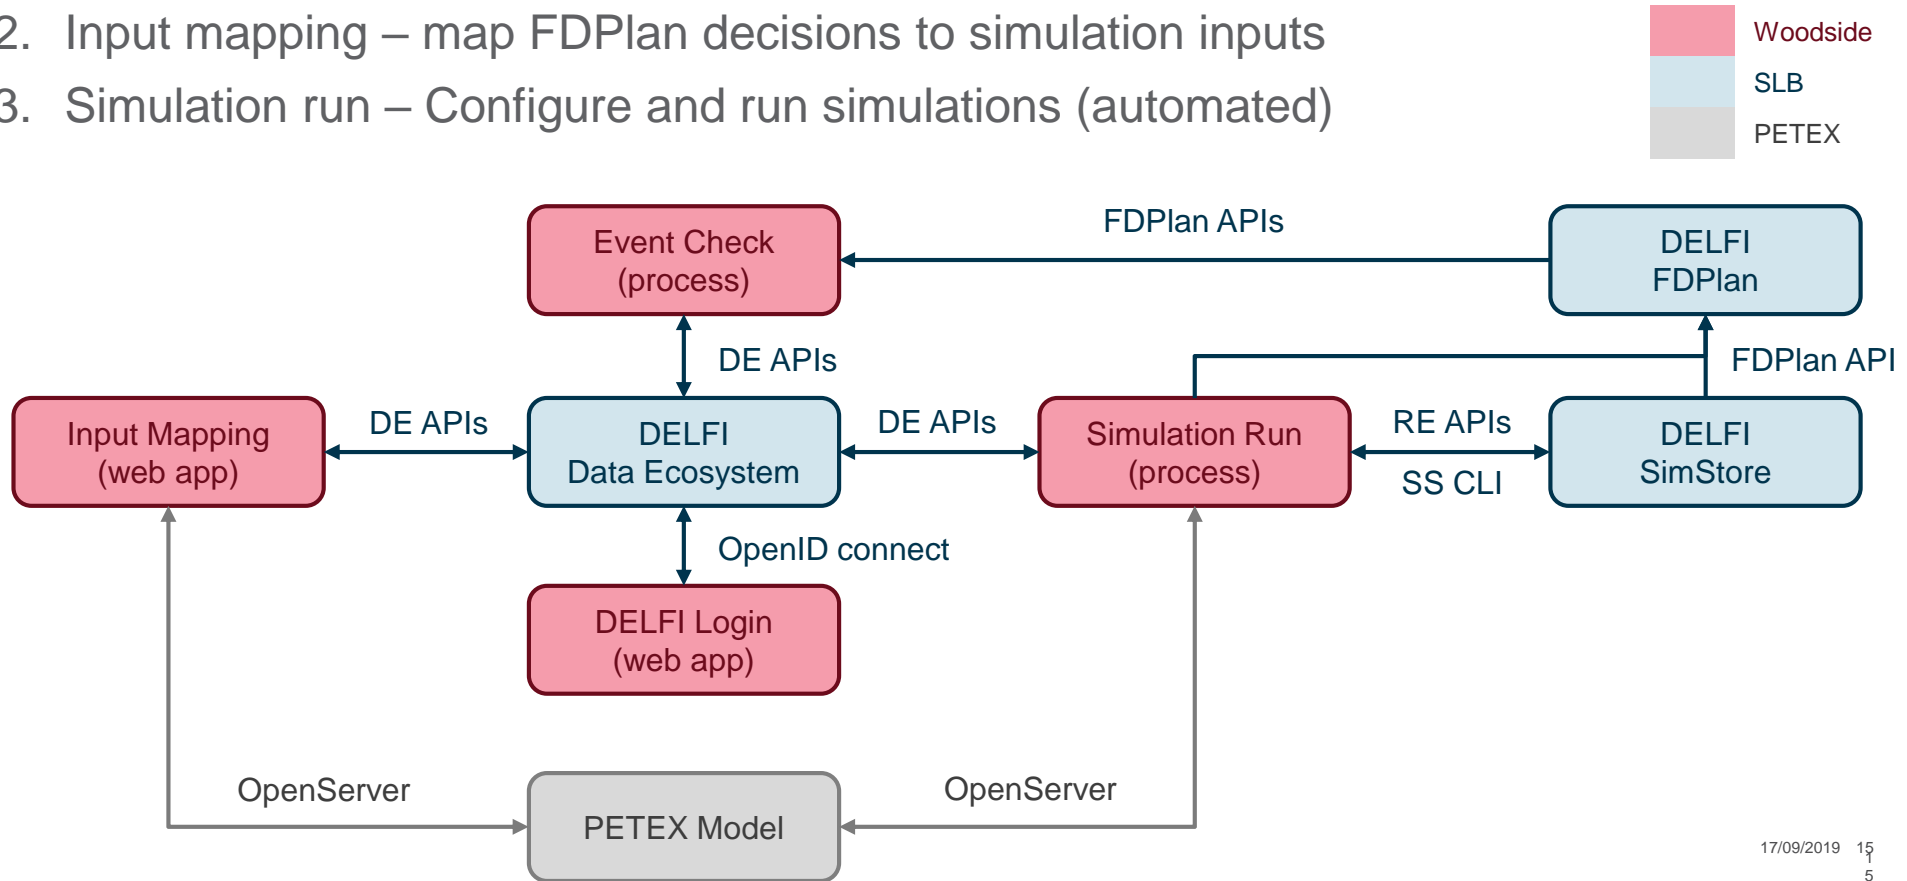 2. Input mapping – map FDPlan decisions to simulation inputs
3. Simulation run – Configure and run simulations (automated)
Woodside
SLB
PETEX
Event Check
(process)
FDPlan APIs
DELFI
FDPlan
DE APIs
FDPlan API
Input Mapping
(web app)
DE APIs
DELFI
Data Ecosystem
DE APIs
Simulation Run
(process)
RE APIs
SS CLI
DELFI
SimStore
OpenID connect
DELFI Login
(web app)
OpenServer
OpenServer
PETEX Model
17/09/2019 15
1
5